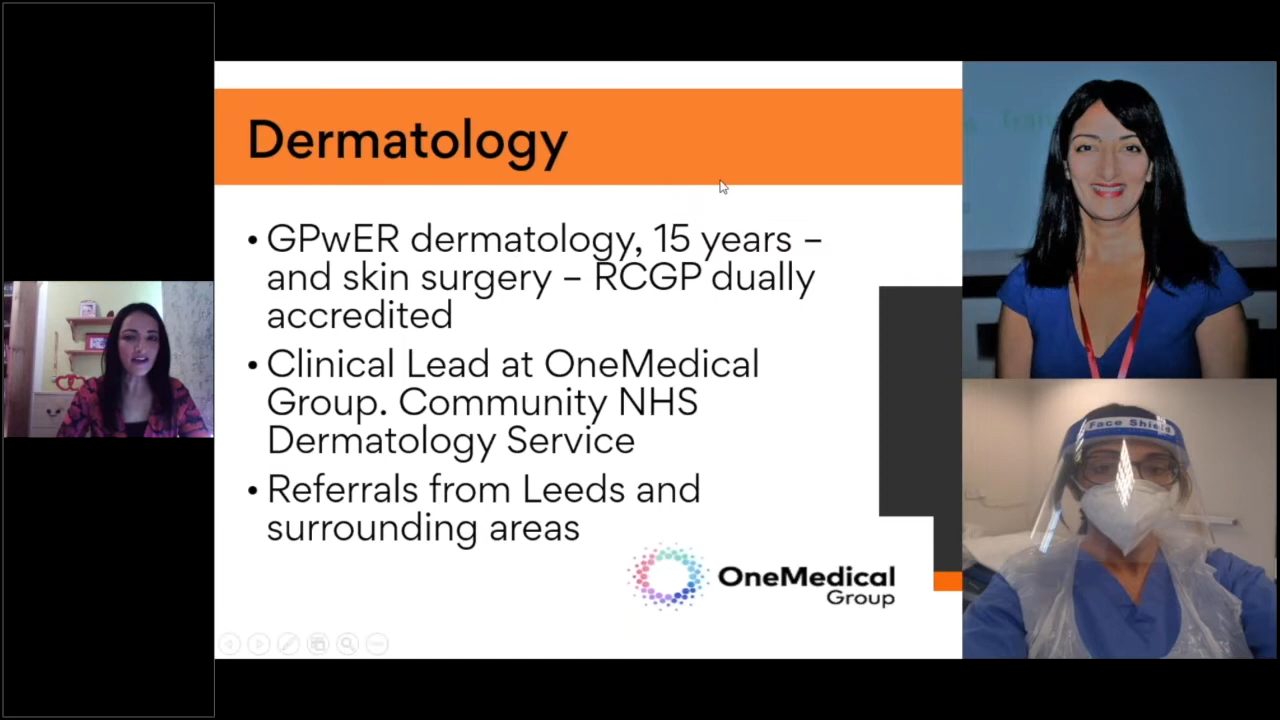 Dermatology
• GPwER dermatology, 15 years –
and skin surgery – RCGP dually
accredited
• Clinical Lead at OneMedical
Group. Community NHS
Dermatology Service
• Referrals from Leeds and
surrounding areas
OneMedical
Group
Face Shield